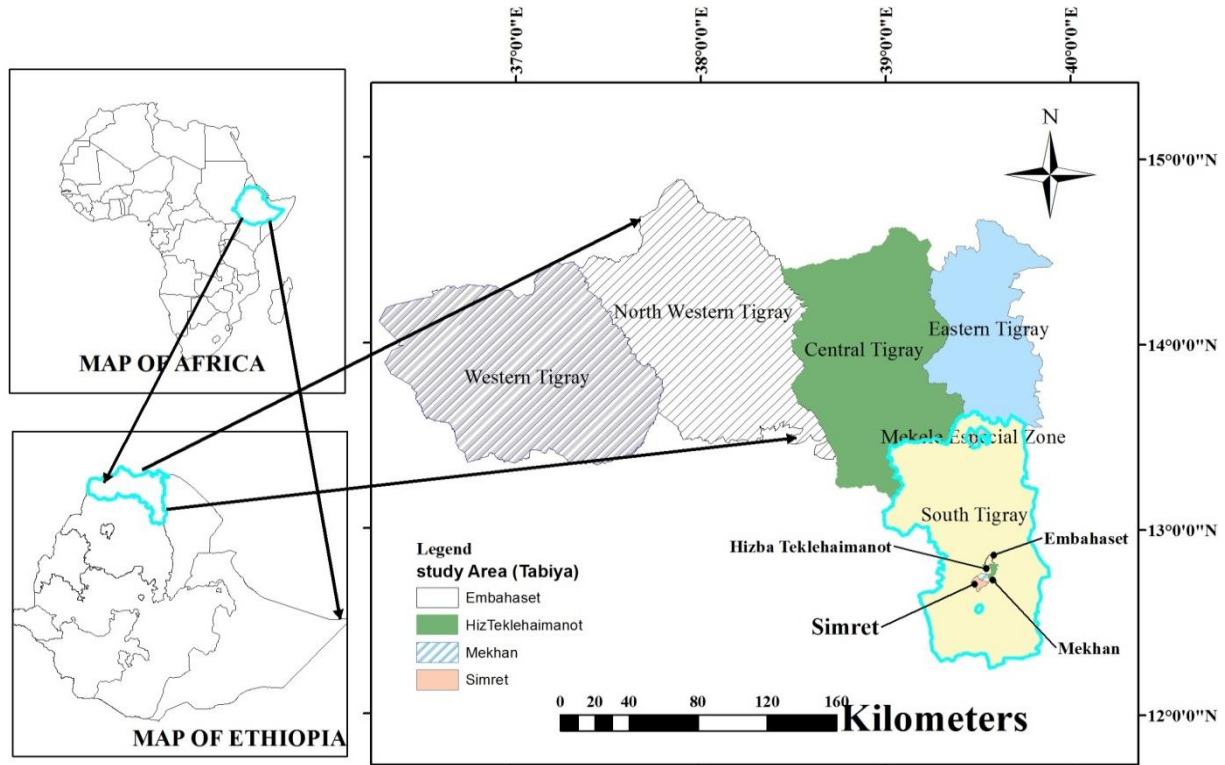 37°0'0"E
38°0'0"E
39°0'0"E
40°0'0"E
MAP OF AFRICA
N
15°0'0"N
14°0'0"N
13°0'0"N
12°0'0"N
North Western Tigray
Eastern Tigray
Central Tigray
Western Tigray
Mekele Especial Zone
South Tigray
Embahaset
Hizba Teklehaimanot
Simret
Mekhan
Legend
study Area (Tabiya)
Embahaset
HizTeklehaimanot
Mekhan
Simret
0 20 40 80 120 160
Kilometers
MAP OF ETHIOPIA